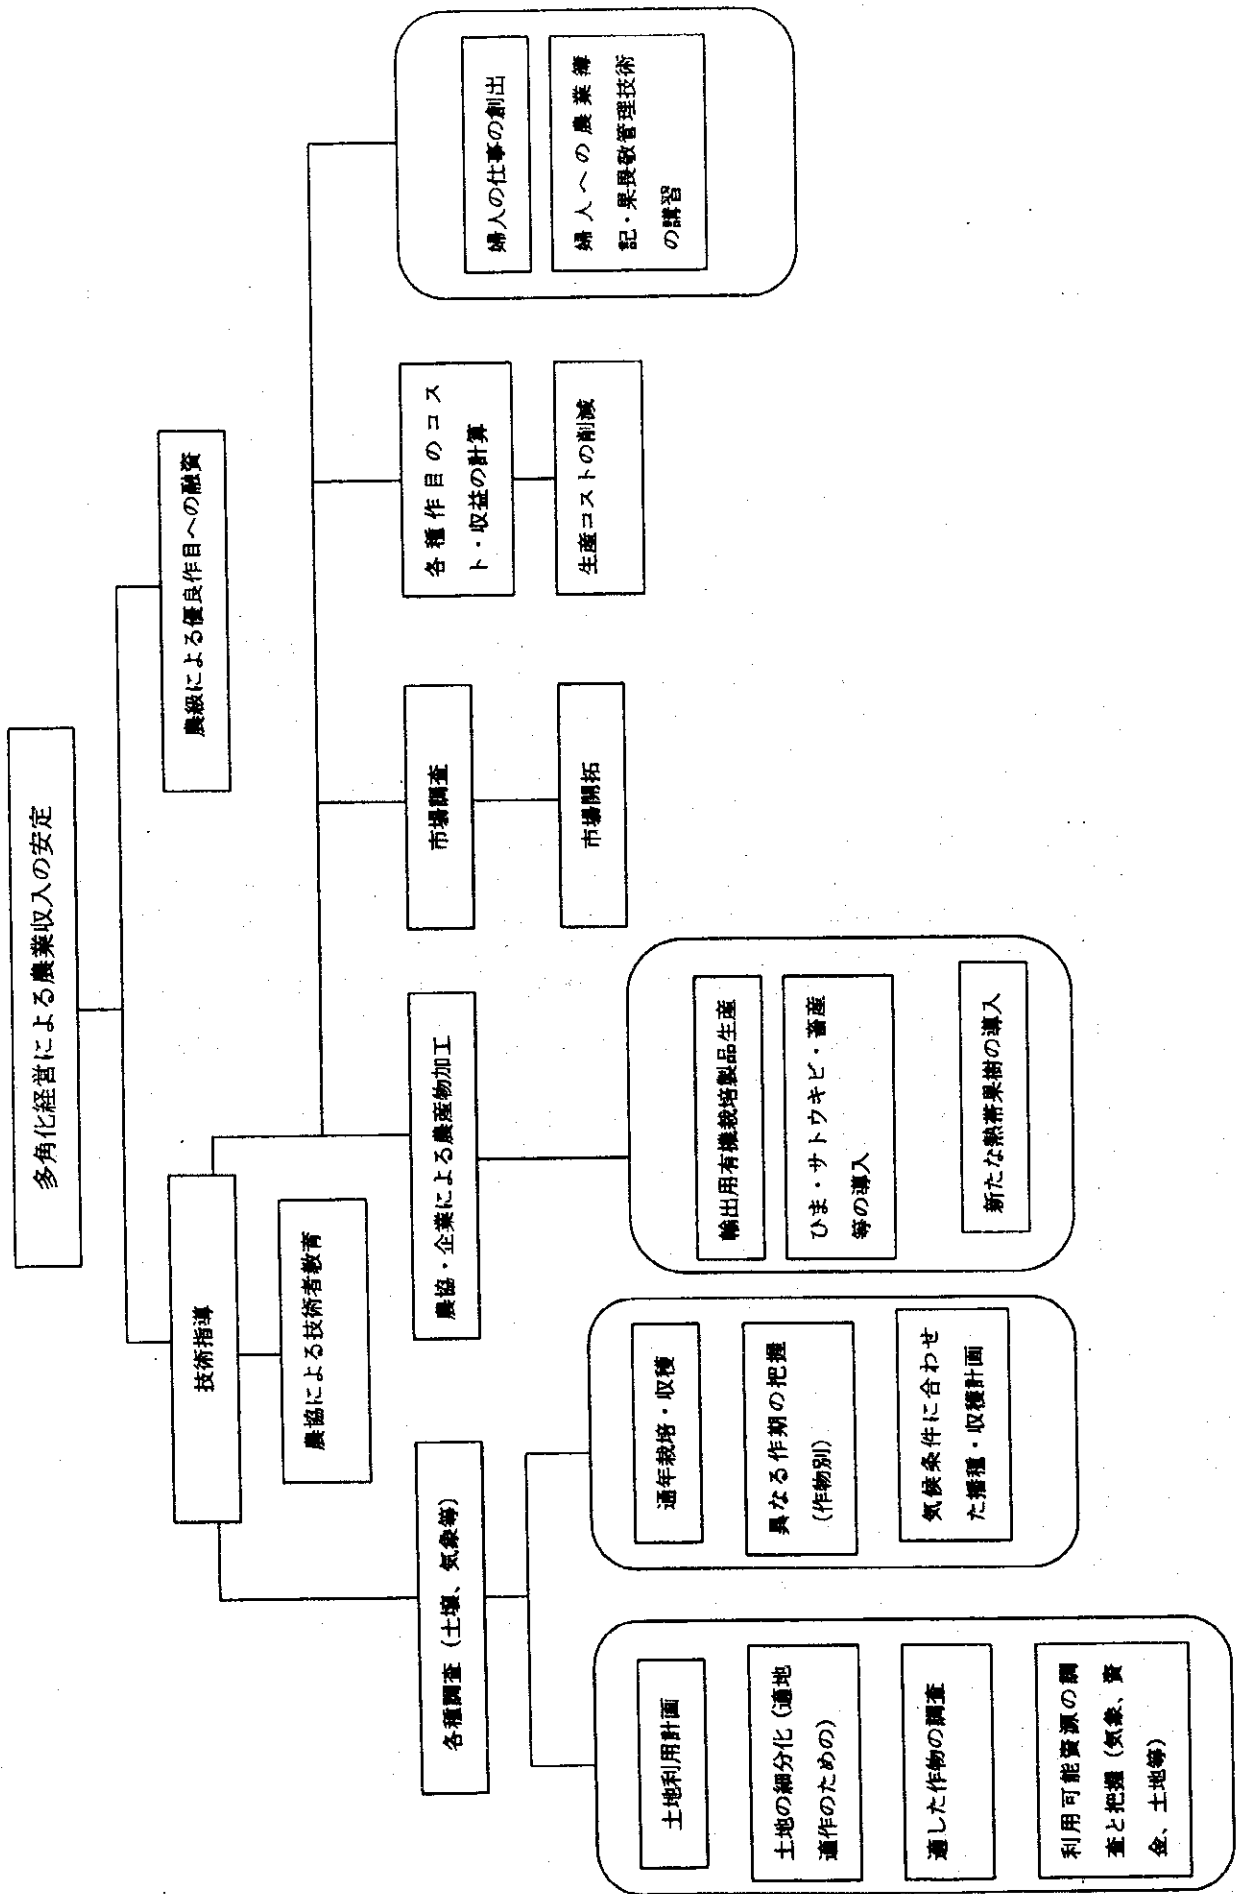 多角化経営による農業収入の安定
技術指導
農級による優良作目への融資
農協による技術者教育
各種調査（土壌、気象等）
農協・企業による農産物加工
市場調査
各種作目のコス
ト・収益の計算
婦人の仕事の創出
婦人への農業簿
記・果畏敬管理技術
の講習
市場開拓
生産コストの削減
土地利用計画
土地の細分化（適地
適作のための）
適した作物の調査
利用可能資源の調
査と把握（気象、資
金、土地等）
通年栽培・収穫
異なる作期の把握
（作物別）
気候条件に合わせ
た播種・収穫計画
輸出用有機栽培製品生産
ひま・サトウキビ・畜産
等の導入
新たな熱帯果樹の導入